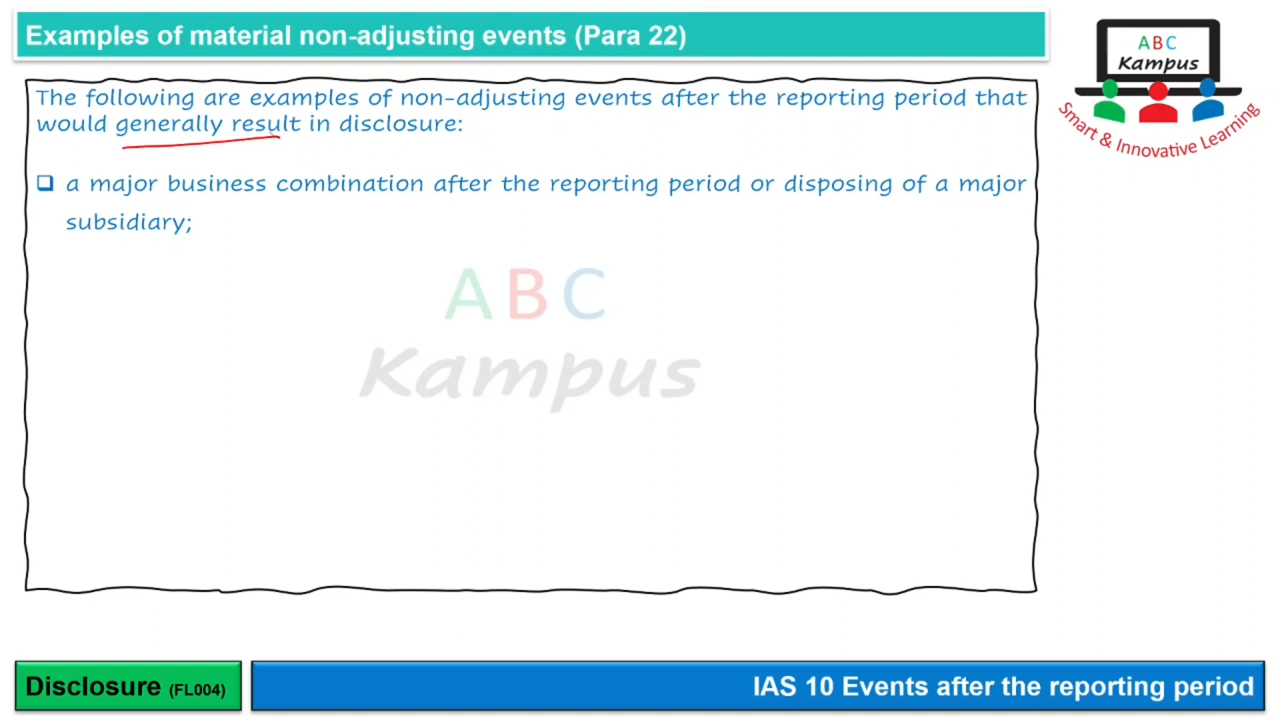 Examples of material non-adjusting events (Para 22)
ABC
Kampus
Smart & Innovative Learning
The following are examples of non-adjusting events after the reporting period that
would generally result in disclosure:
a major business combination after the reporting period or disposing of a major
subsidiary;
ABC
Kampus
Disclosure (FL004)
IAS 10 Events after the reporting period